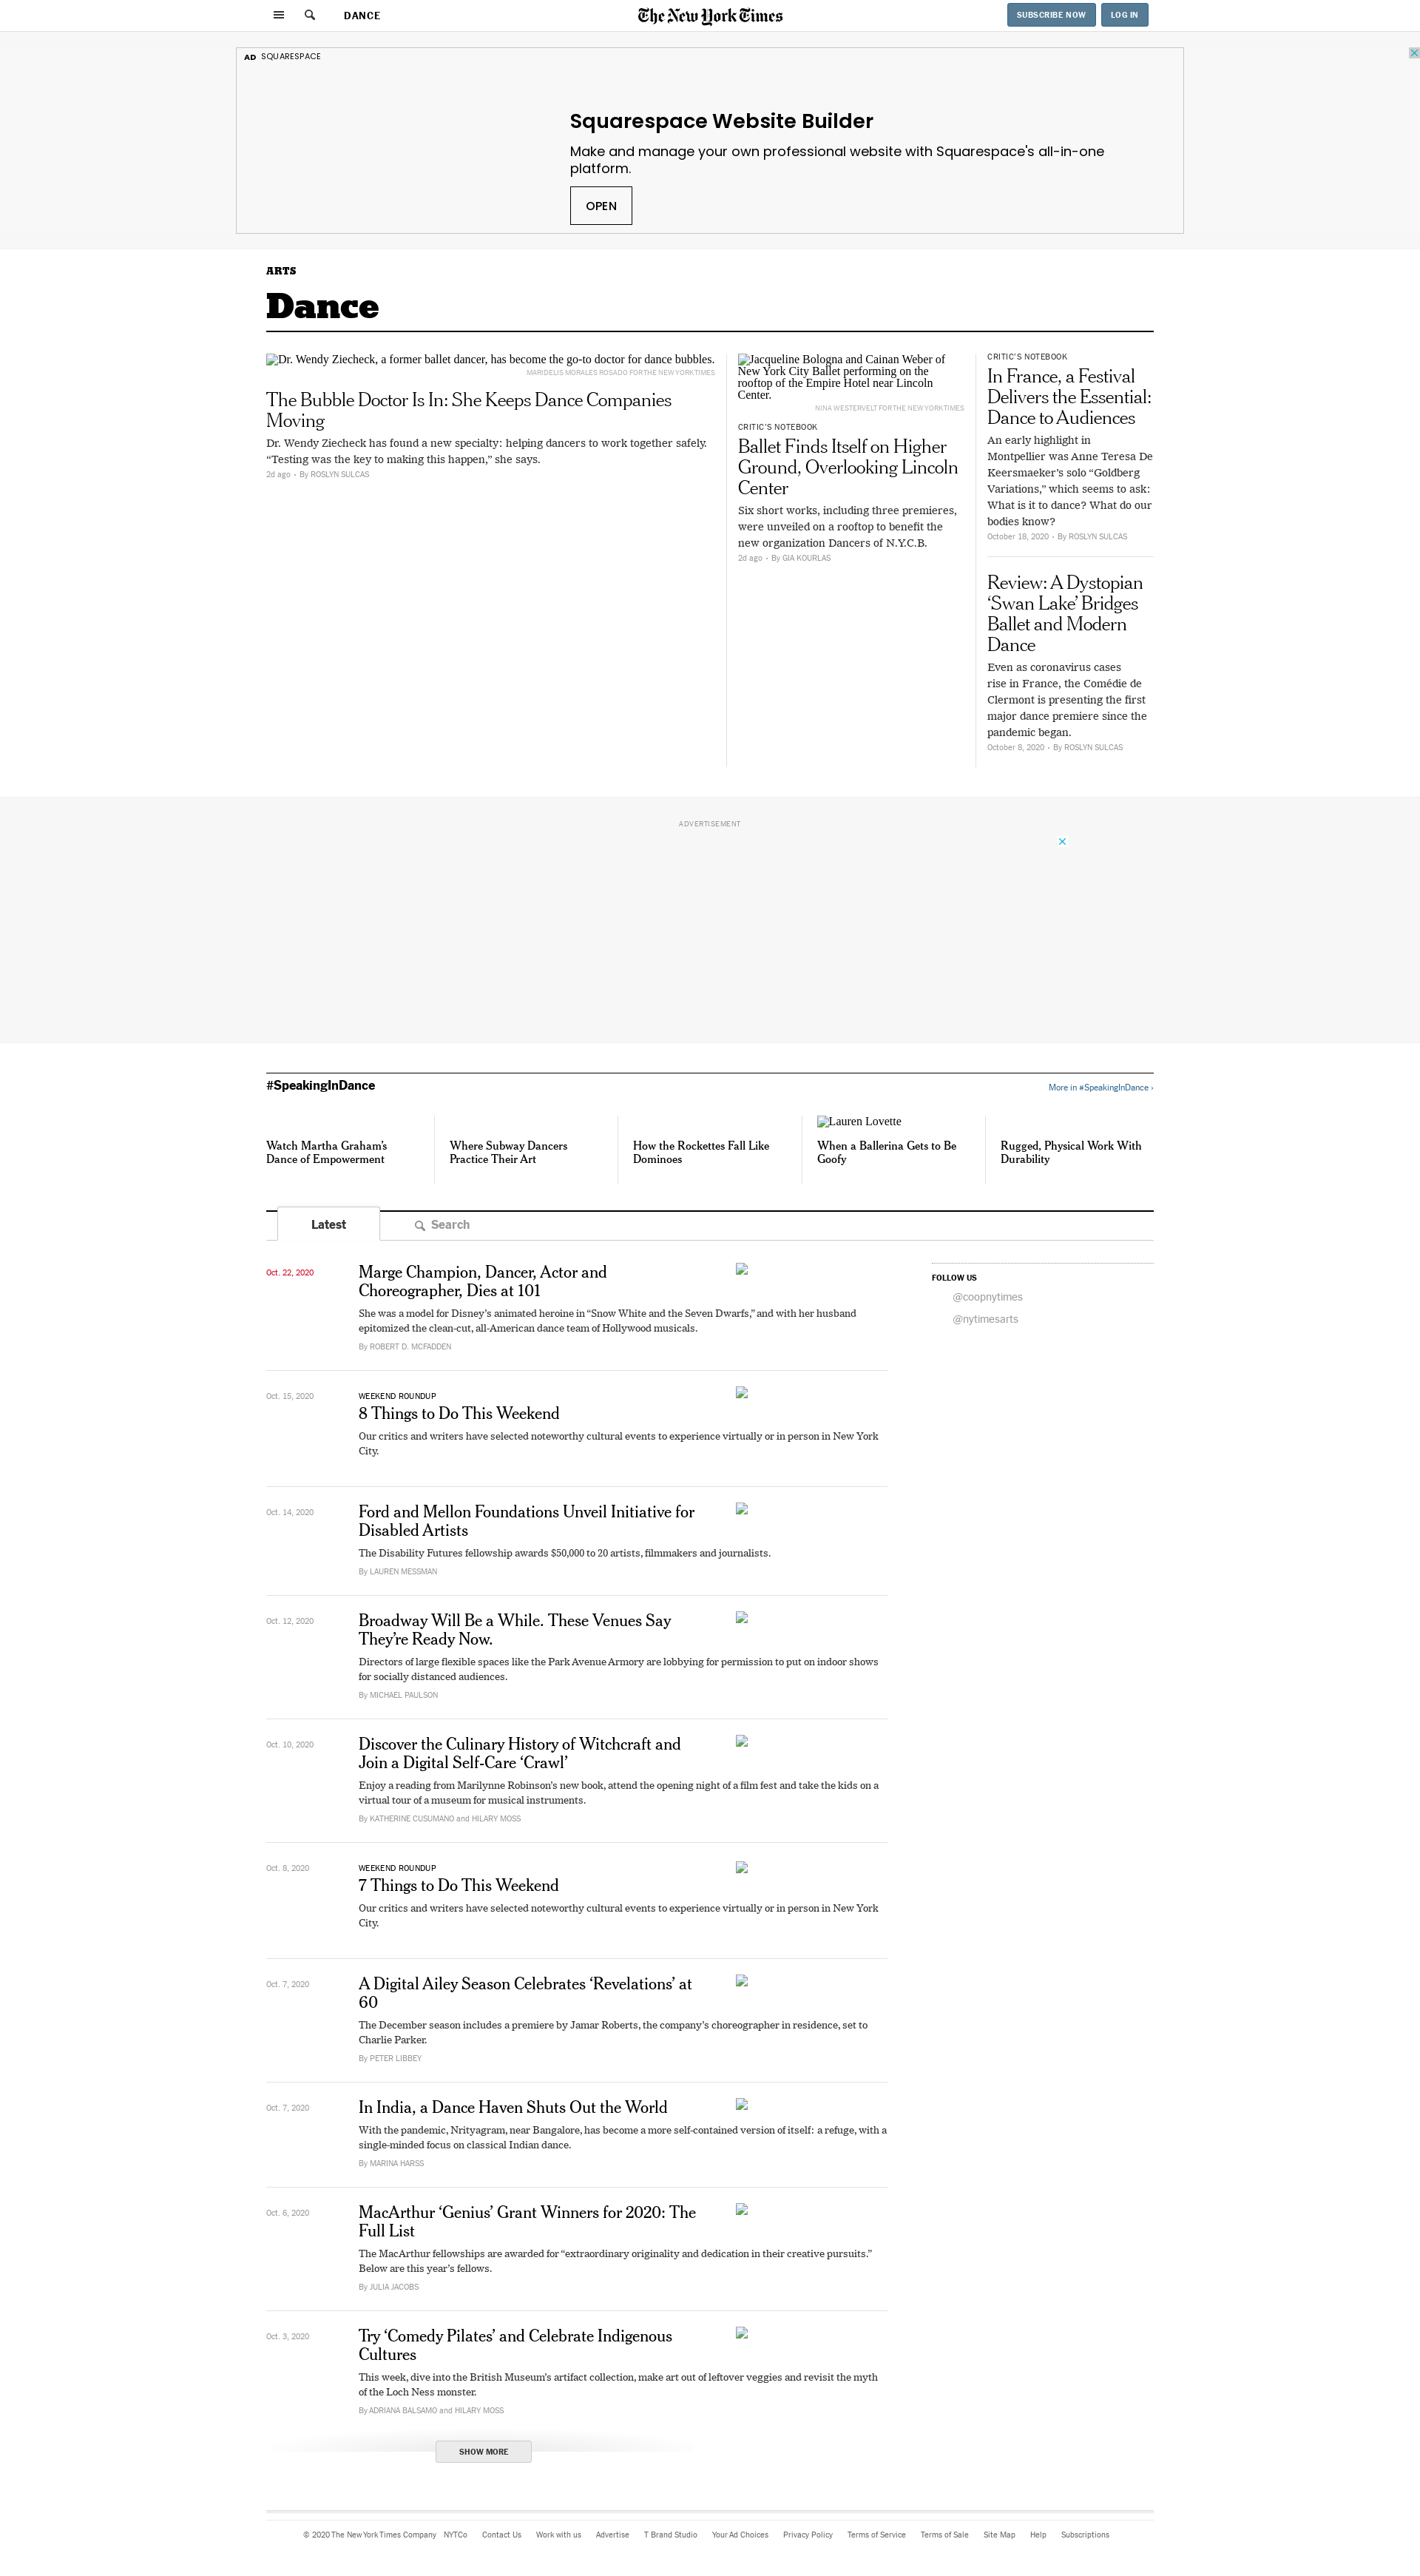 DANCE
The New York Times
SUBSCRIBE NOW
LOG IN
AD SQUARESPACE
Squarespace Website Builder
Make and manage your own professional website with Squarespace's all-in-one
platform.
OPEN
ARTS
Dance
Dr. Wendy Ziecheck, a former ballet dancer, has become the go-to doctor for dance bubbles.
MARIDELIS MORALES ROSADO FOR THE NEW YORK TIMES
The Bubble Doctor Is In: She Keeps Dance Companies
Moving
Dr. Wendy Ziecheck has found a new specialty: helping dancers to work together safely.
“Testing was the key to making this happen,” she says.
2d ago • By ROSLYN SULCAS
Jacqueline Bologna and Cainan Weber of
New York City Ballet performing on the
rooftop of the Empire Hotel near Lincoln
Center.
NINA WESTERVELT FOR THE NEW YORK TIMES
CRITIC’S NOTEBOOK
Ballet Finds Itself on Higher
Ground, Overlooking Lincoln
Center
Six short works, including three premieres,
were unveiled on a rooftop to benefit the
new organization Dancers of N.Y.C.B.
2d ago • By GIA KOURLAS
CRITIC’S NOTEBOOK
In France, a Festival
Delivers the Essential:
Dance to Audiences
An early highlight in
Montpellier was Anne Teresa De
Keersmaeker’s solo “Goldberg
Variations,” which seems to ask:
What is it to dance? What do our
bodies know?
October 18, 2020 • By ROSLYN SULCAS
Review: A Dystopian
‘Swan Lake’ Bridges
Ballet and Modern
Dance
Even as coronavirus cases
rise in France, the Comédie de
Clermont is presenting the first
major dance premiere since the
pandemic began.
October 8, 2020 • By ROSLYN SULCAS
ADVERTISEMENT
#SpeakingInDance
More in #SpeakingInDance ›
Watch Martha Graham’s
Dance of Empowerment
Where Subway Dancers
Practice Their Art
How the Rockettes Fall Like
Dominoes
Lauren Lovette
When a Ballerina Gets to Be
Goofy
Rugged, Physical Work With
Durability
Latest
Search
Oct. 22, 2020
Marge Champion, Dancer, Actor and
Choreographer, Dies at 101
She was a model for Disney’s animated heroine in “Snow White and the Seven Dwarfs,” and with her husband
epitomized the clean-cut, all-American dance team of Hollywood musicals.
By ROBERT D. MCFADDEN
FOLLOW US
@coopnytimes
@nytimesarts
Oct. 15, 2020
WEEKEND ROUNDUP
8 Things to Do This Weekend
Our critics and writers have selected noteworthy cultural events to experience virtually or in person in New York
City.
Oct. 14, 2020
Ford and Mellon Foundations Unveil Initiative for
Disabled Artists
The Disability Futures fellowship awards $50,000 to 20 artists, filmmakers and journalists.
By LAUREN MESSMAN
Oct. 12, 2020
Broadway Will Be a While. These Venues Say
They’re Ready Now.
Directors of large flexible spaces like the Park Avenue Armory are lobbying for permission to put on indoor shows
for socially distanced audiences.
By MICHAEL PAULSON
Oct. 10, 2020
Discover the Culinary History of Witchcraft and
Join a Digital Self-Care ‘Crawl’
Enjoy a reading from Marilynne Robinson’s new book, attend the opening night of a film fest and take the kids on a
virtual tour of a museum for musical instruments.
By KATHERINE CUSUMANO and HILARY MOSS
Oct. 8, 2020
WEEKEND ROUNDUP
7 Things to Do This Weekend
Our critics and writers have selected noteworthy cultural events to experience virtually or in person in New York
City.
Oct. 7, 2020
A Digital Ailey Season Celebrates ‘Revelations’ at
60
The December season includes a premiere by Jamar Roberts, the company’s choreographer in residence, set to
Charlie Parker.
By PETER LIBBEY
Oct. 7, 2020
In India, a Dance Haven Shuts Out the World
With the pandemic, Nrityagram, near Bangalore, has become a more self-contained version of itself: a refuge, with a
single-minded focus on classical Indian dance.
By MARINA HARSS
Oct. 6, 2020
MacArthur ‘Genius’ Grant Winners for 2020: The
Full List
The MacArthur fellowships are awarded for “extraordinary originality and dedication in their creative pursuits.”
Below are this year’s fellows.
By JULIA JACOBS
Oct. 3, 2020
Try ‘Comedy Pilates’ and Celebrate Indigenous
Cultures
This week, dive into the British Museum’s artifact collection, make art out of leftover veggies and revisit the myth
of the Loch Ness monster.
By ADRIANA BALSAMO and HILARY MOSS
SHOW MORE
© 2020 The New York Times Company NYTCo Contact Us Work with us Advertise T Brand Studio Your Ad Choices Privacy Policy Terms of Service Terms of Sale Site Map Help Subscriptions